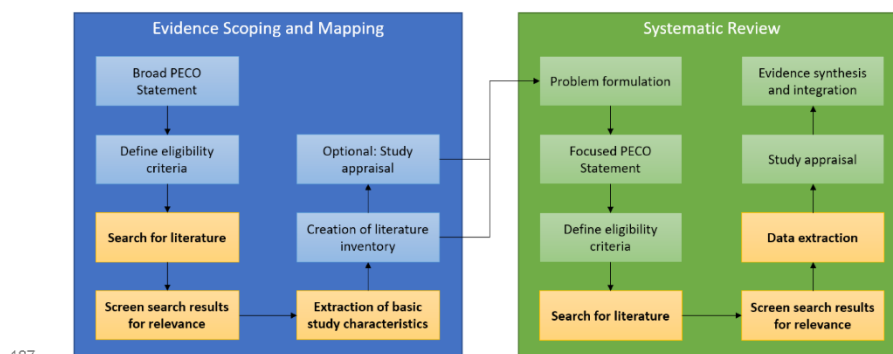 Evidence Scoping and Mapping
Broad PECO
Statement
Define eligibility
criteria
Search for literature
Screen search results
for relevance
Optional: Study
appraisal
Creation of literature
inventory
Extraction of basic
study characteristics
Systematic Review
Problem formulation
Focused PECO
Statement
Define eligibility
criteria
Search for literature
Evidence synthesis
and integration
Study appraisal
Data extraction
Screen search results
for relevance